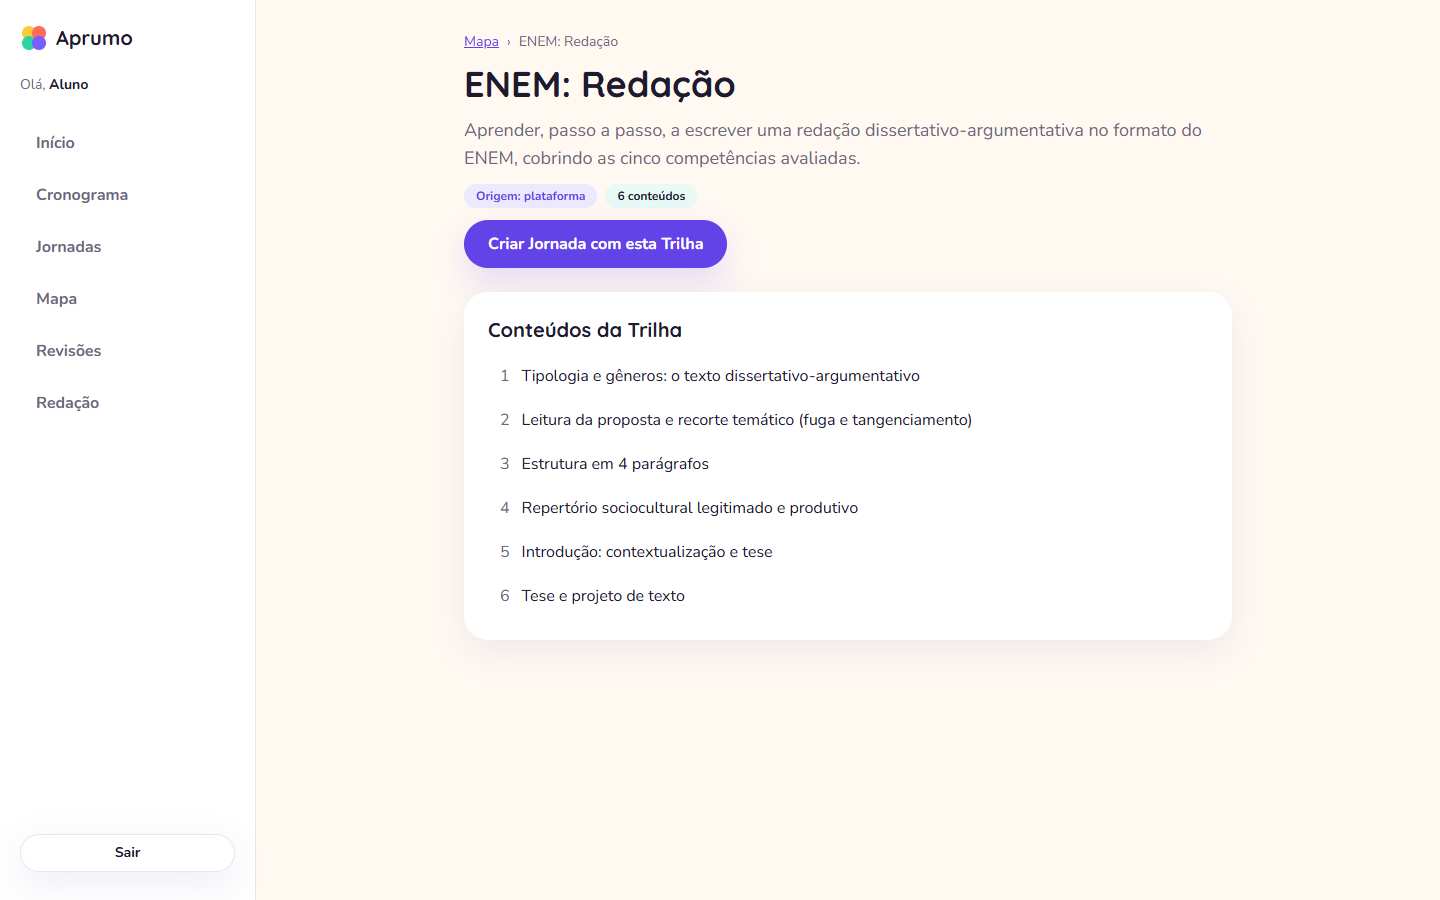 Aprumo
Olá, Aluno
Início
Cronograma
Jornadas
Mapa
Revisões
Redação
Sair
Mapa › ENEM: Redação
ENEM: Redação
Aprender, passo a passo, a escrever uma redação dissertativo-argumentativa no formato do
ENEM, cobrindo as cinco competências avaliadas.
Origem: plataforma
6 conteúdos
Criar Jornada com esta Trilha
Conteúdos da Trilha
1 Tipologia e gêneros: o texto dissertativo-argumentativo
2 Leitura da proposta e recorte temático (fuga e tangenciamento)
3 Estrutura em 4 parágrafos
4 Repertório sociocultural legitimado e produtivo
5 Introdução: contextualização e tese
6 Tese e projeto de texto